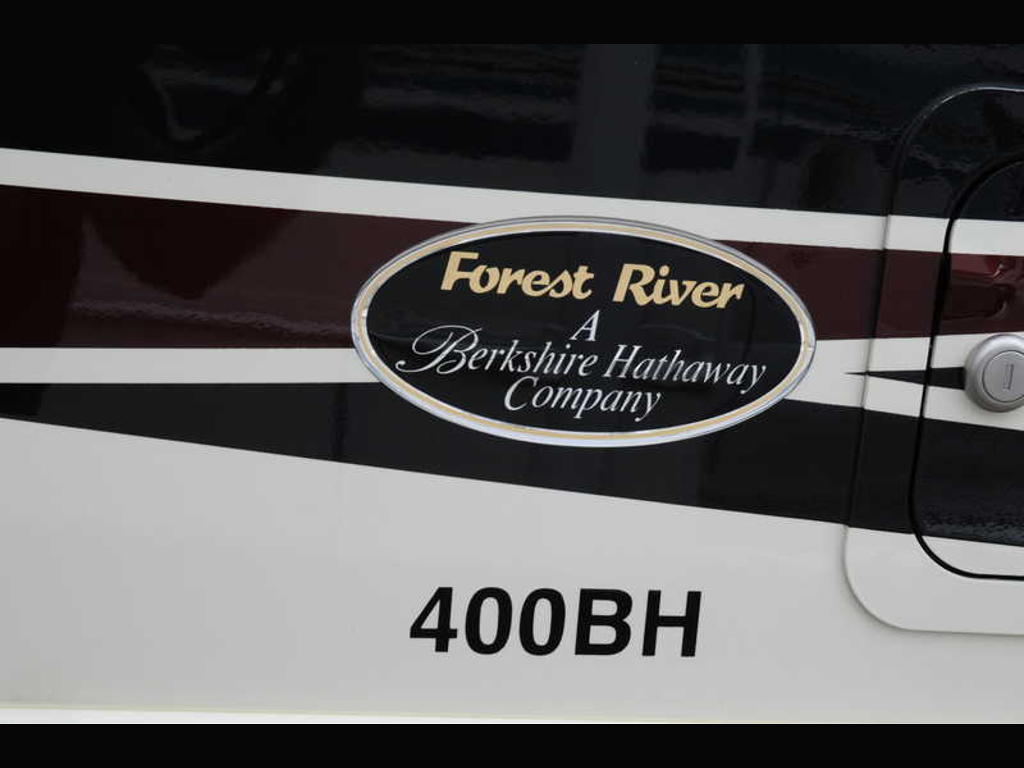 Forest River
A
Berkshire Hathaway
Company
400BH